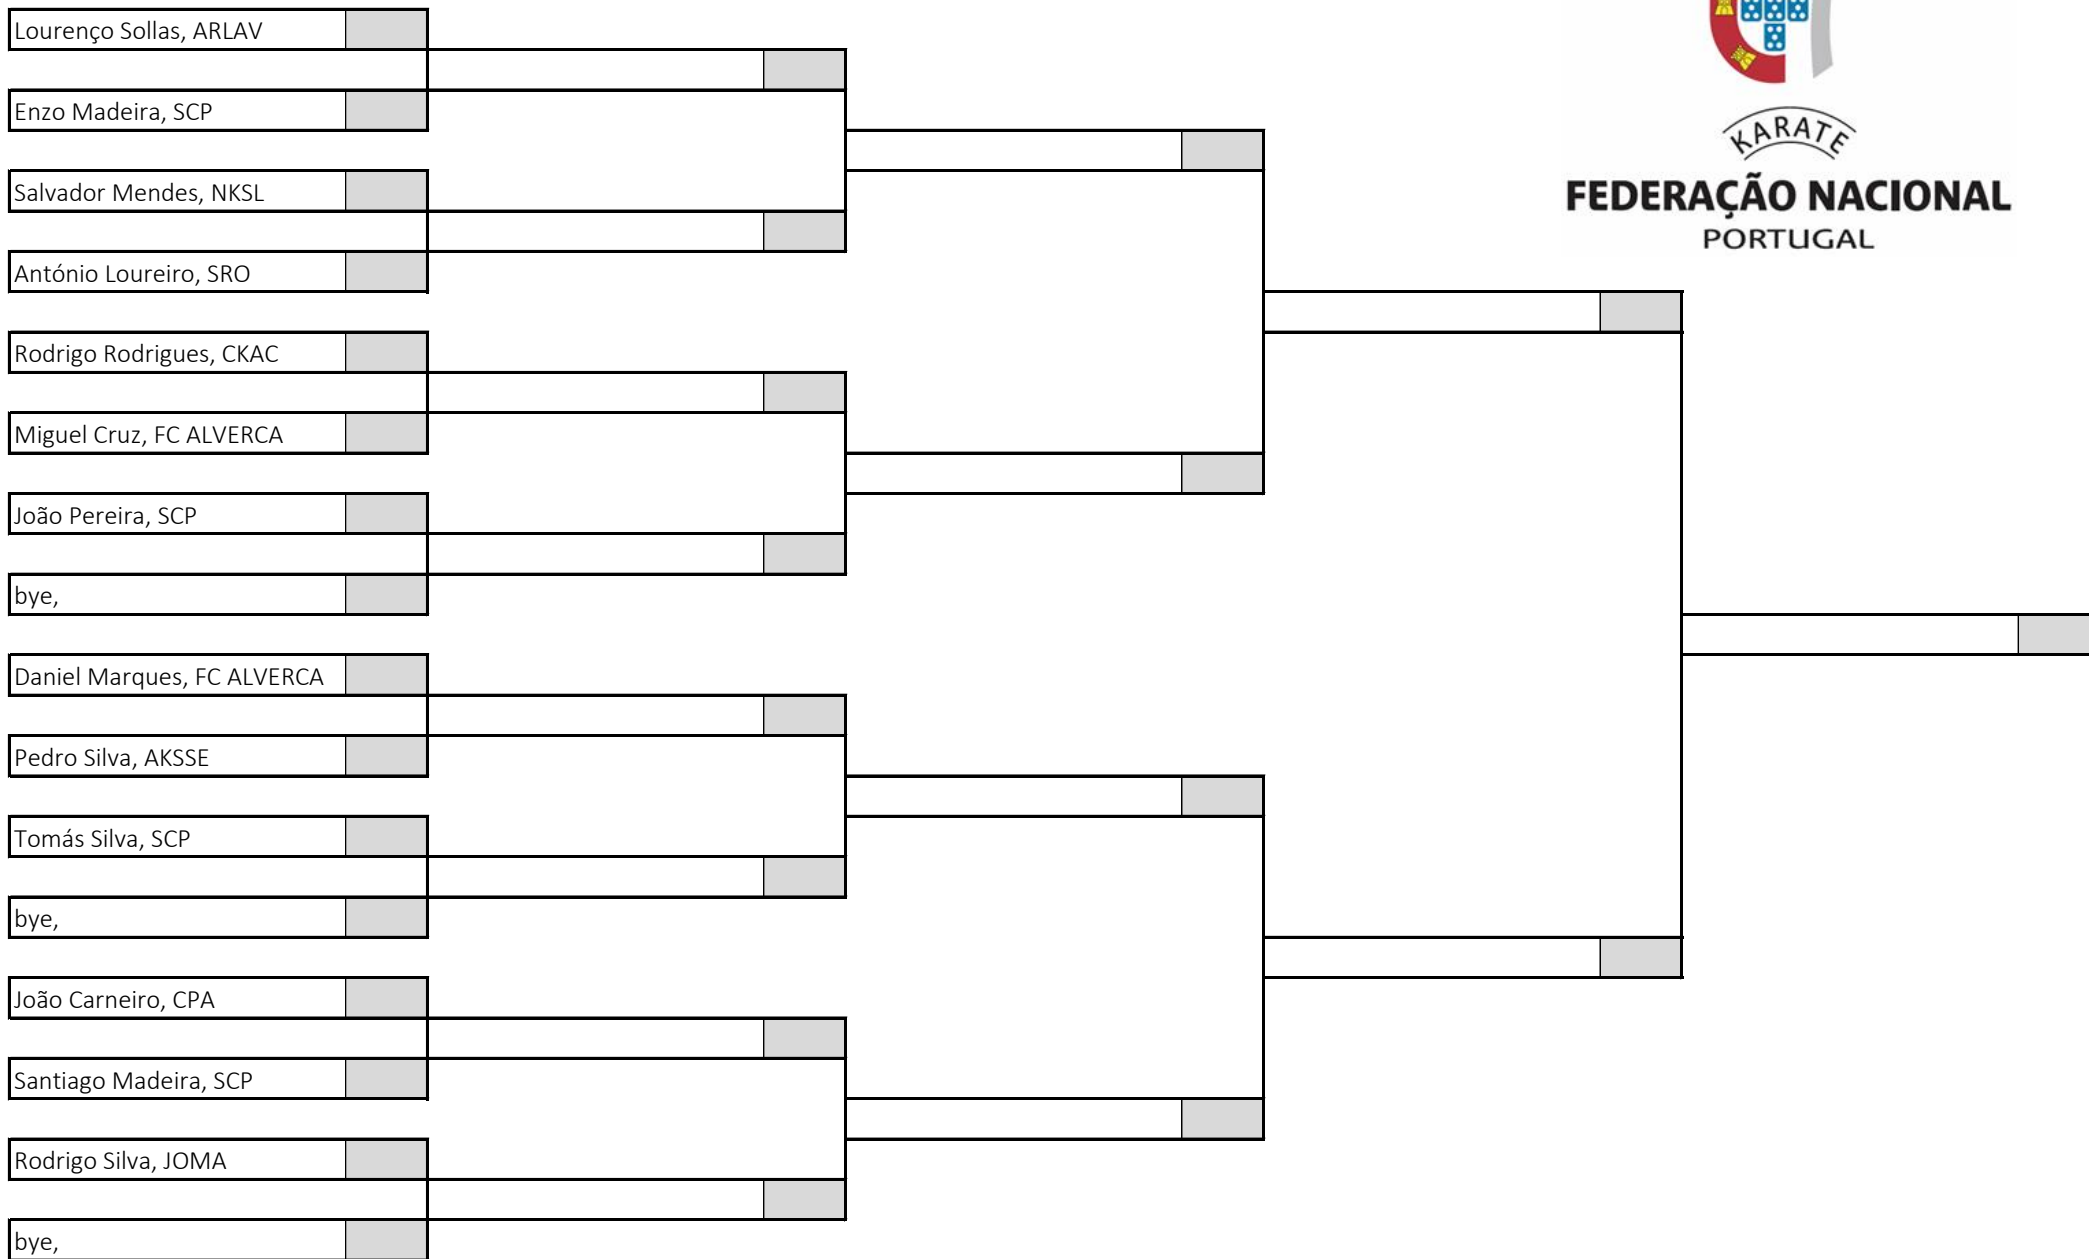 Lourenço Sollas, ARLAV
Enzo Madeira, SCP
Salvador Mendes, NKSL
António Loureiro, SRO
Rodrigo Rodrigues, CKAC
Miguel Cruz, FC ALVERCA
João Pereira, SCP
bye,
Daniel Marques, FC ALVERCA
Pedro Silva, AKSSE
Tomás Silva, SCP
bye,
João Carneiro, CPA
Santiago Madeira, SCP
Rodrigo Silva, JOMA
bye,
KARATE
FEDERAÇÃO NACIONAL
PORTUGAL